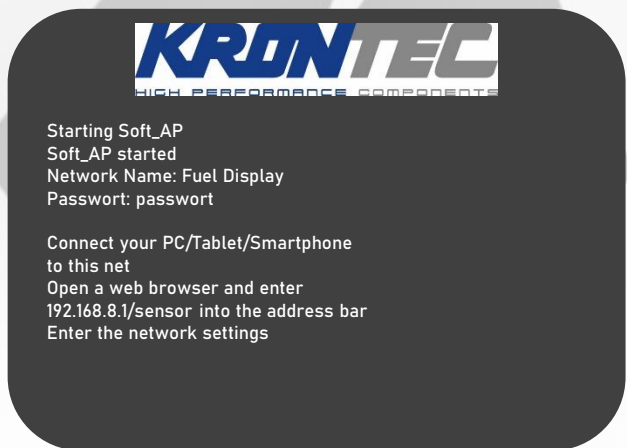 KRONTEC
HIGH PERFORMANCE COMPONENTS
Starting Soft_AP
Soft_AP started
Network Name: Fuel Display
Passwort: passwort
Connect your PC/Tablet/Smartphone
to this net
Open a web browser and enter
192.168.8.1/sensor into the address bar
Enter the network settings